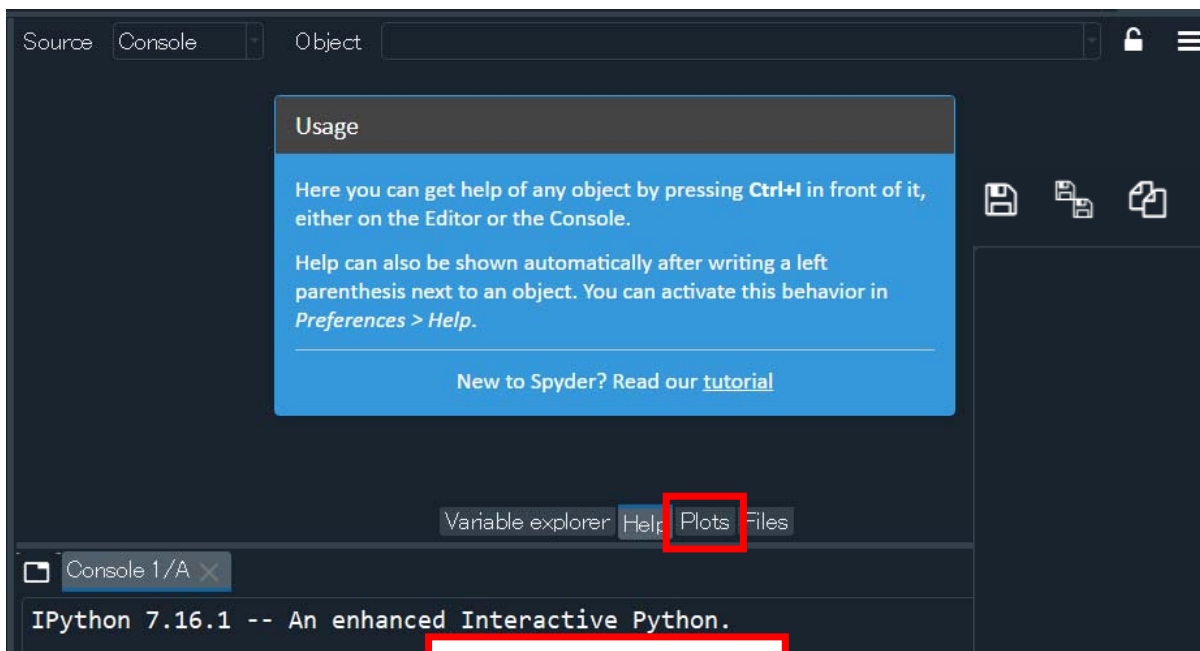 Source Console Object
Usage
Here you can get help of any object by pressing Ctrl+I in front of it,
either on the Editor or the Console.
Help can also be shown automatically after writing a left
parenthesis next to an object. You can activate this behavior in
Preferences > Help.
New to Spyder? Read our tutorial
Variable explorer Help Plots Files
Console 1/A
IPython 7.16.1 -- An enhanced Interactive Python.